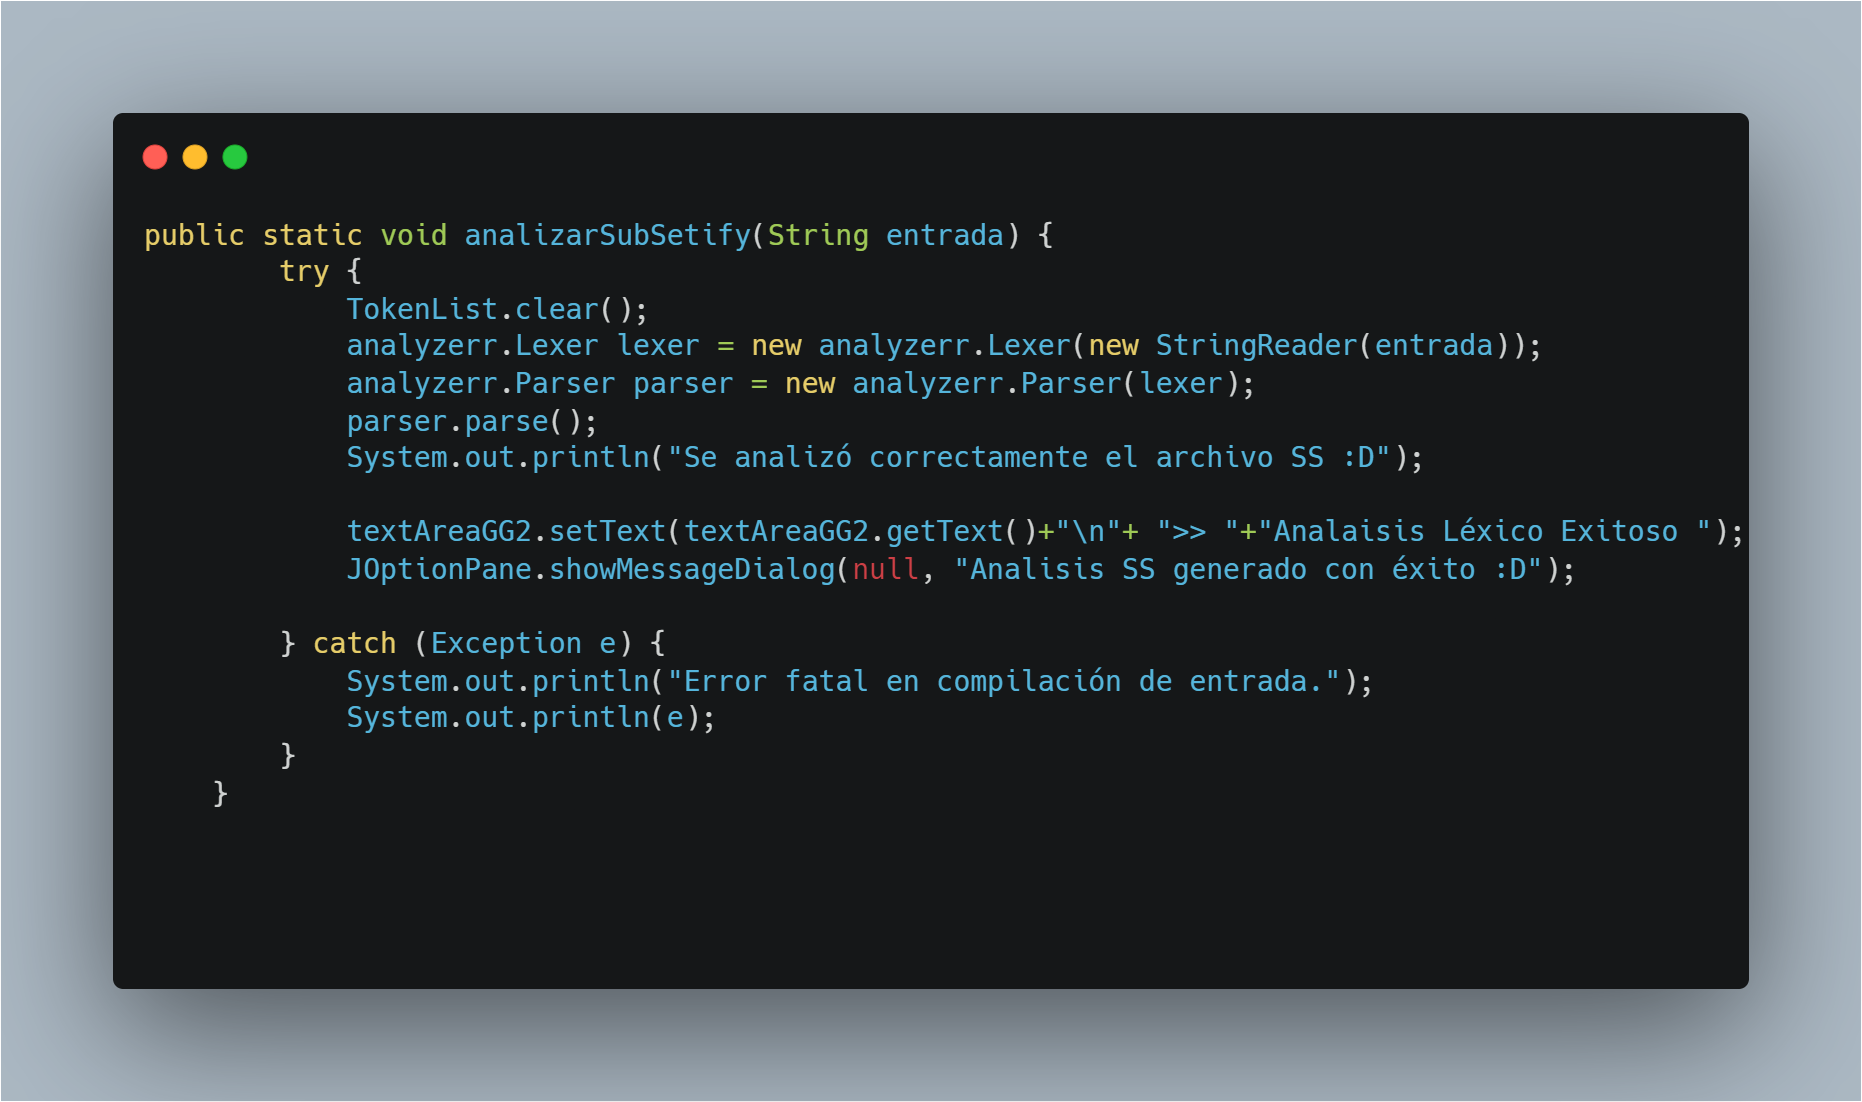 public static void analizarSubSetify(String entrada) {
        try {
            TokenList.clear();
            analyzerr.Lexer lexer = new analyzerr.Lexer(new StringReader(entrada));
            analyzerr.Parser parser = new analyzerr.Parser(lexer);
            parser.parse();
            System.out.println("Se analizó correctamente el archivo SS :D");

            textAreaGG2.setText(textAreaGG2.getText()+"\n"+ ">> "+"Analaisis Léxico Exitoso ");
            JOptionPane.showMessageDialog(null, "Analisis SS generado con éxito :D");

        } catch (Exception e) {
            System.out.println("Error fatal en compilación de entrada.");
            System.out.println(e);
        }
    }